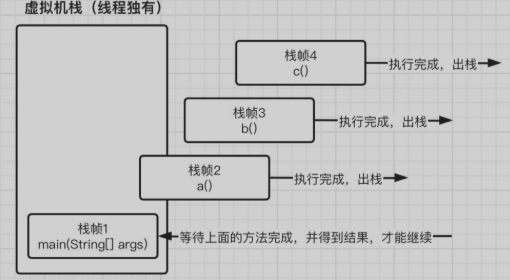 虚拟机栈（线程独有）
栈帧4
c()
执行完成，出栈
栈帧3
b()
执行完成，出栈
栈帧2
a()
执行完成，出栈
栈帧1
main(String[] args)
等待上面的方法完成，并得到结果，才能继续